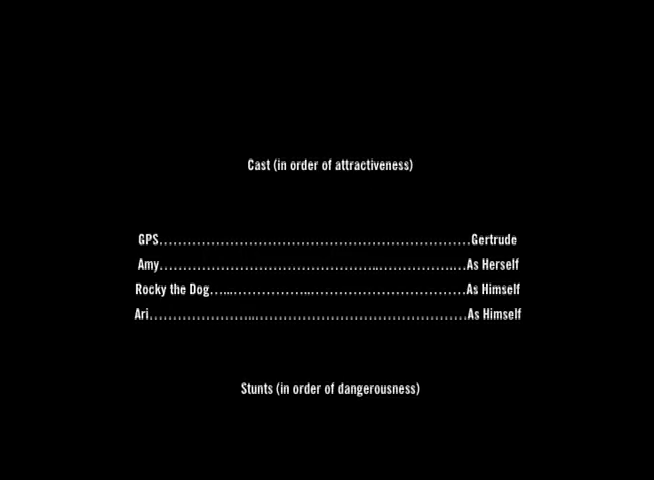 Cast (in order of attractiveness)
GPS..................................................................Gertrude
Amy.................................................................As Herself
Rocky the Dog......................................................As Himself
Ari...................................................................As Himself
Stunts (in order of dangerousness)